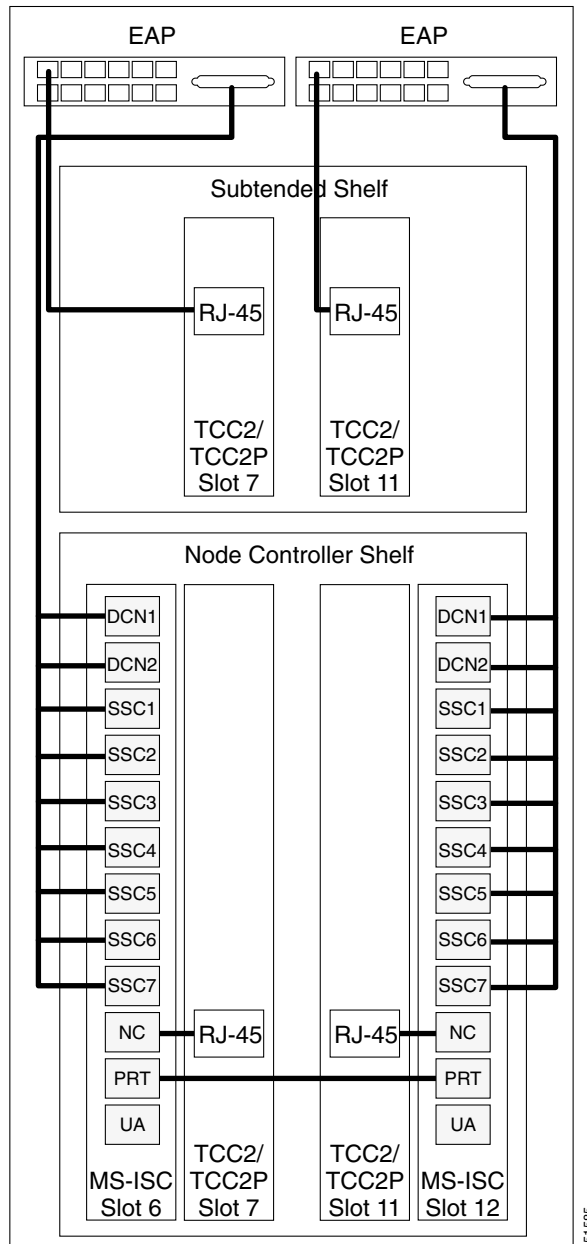 EAP
EAP
Subtended Shelf
RJ-45
RJ-45
TCC2/
TCC2P
Slot 7
TCC2/
TCC2P
Slot 11
Node Controller Shelf
DCN1
DCN2
SSC1
SSC2
SSC3
SSC4
SSC5
SSC6
SSC7
NC
PRT
UA
MS-ISC
Slot 6
RJ-45
TCC2/
TCC2P
Slot 7
RJ-45
TCC2/
TCC2P
Slot 11
DCN1
DCN2
SSC1
SSC2
SSC3
SSC4
SSC5
SSC6
SSC7
NC
PRT
UA
MS-ISC
Slot 12